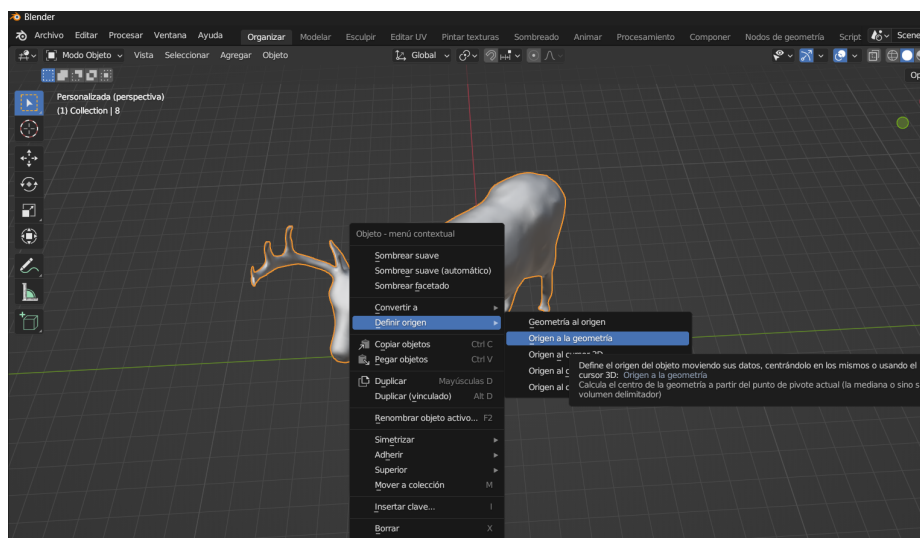 Blender
Archivo Editar Procesar Ventana Ayuda Organizar Modelar Esculpir Editar UV Pintar texturas Sombreado Animar Procesamiento Componer Nodos de geometría Script Scene
Modo Objeto Vista Seleccionar Agregar Objeto Global
Personalizada (perspectiva)
(1) Collection | 8
Objeto - menú contextual
Sombrear suave
Sombrear suave (automático)
Sombrear facetado
Convertir a
Definir origen
Geometría al origen
Copiar objetos Ctrl C
Origen a la geometría
Pegar objetos Ctrl V
Origen al cursor 3D
Define el origen del objeto moviendo sus datos, centrándolo en los mismos o usando el
Origen al
cursor 3D: Origen a la geometría
Duplicar Mayúsculas D
Origen al
Calcula el centro de la geometría a partir del punto de pivote actual (la mediana o sino s
Duplicar (vinculado) Alt D
volumen delimitador)
Renombrar objeto activo... F2
Simetrizar
Adherir
Superior
Mover a colección M
Insertar clave... I
Borrar X